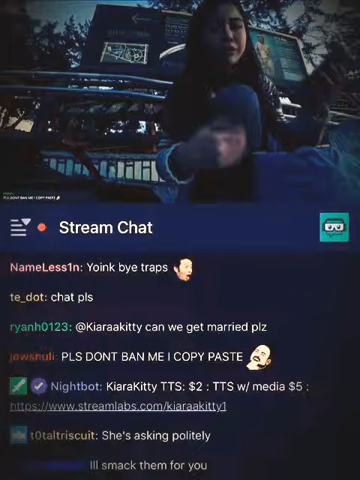 PLS DONT BAN ME I COPY PASTE
Stream Chat
NameLess1n: Yoink bye traps
te_dot: chat pls
ryanh0123: @Kiaraakitty can we get married plz
jawsnuli: PLS DONT BAN ME I COPY PASTE
Nightbot: KiaraKitty TTS: $2 : TTS w/ media $5 :
https://www.streamlabs.com/kiaraakitty1
t0taltriscuit: She's asking politely
Ill smack them for you